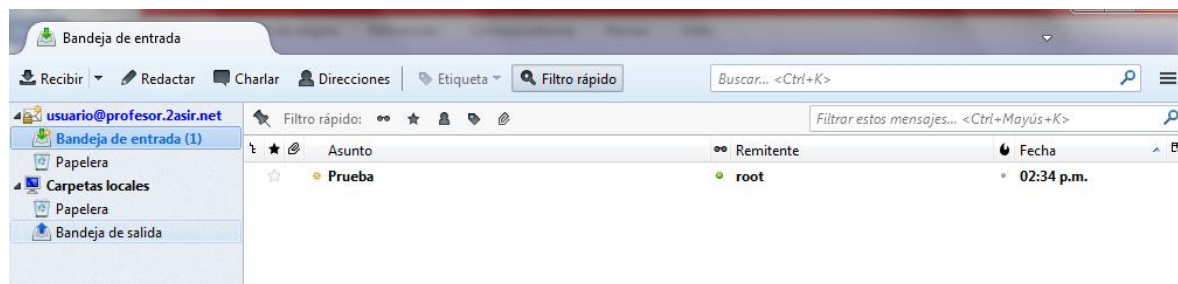 Bandeja de entrada
Recibir Redactar Charlar Direcciones Etiqueta Filtro rápido Buscar... <Ctrl+K>
usuario@profesor.2asir.net
Bandeja de entrada (1)
Papelera
Carpetas locales
Papelera
Bandeja de salida
Filtro rápido: Filtrar estos mensajes... <Ctrl+Mayús+K>
Asunto Remitente Fecha
Prueba root 02:34 p.m.